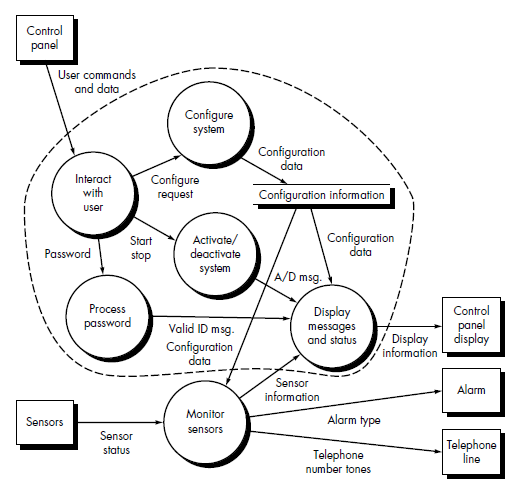 Control
panel
User commands
and data
Configure
system
Configuration
data
Interact
with
user
Configure
request
Configuration information
Password
Start
stop
Activate/
deactivate
system
Configuration
data
A/D msg.
Process
password
Valid ID msg.
Display
messages
and status
Control
panel
display
Display
information
Configuration
data
Sensor
information
Sensors
Sensor
status
Monitor
sensors
Alarm
Alarm type
Telephone
line
Telephone
number tones